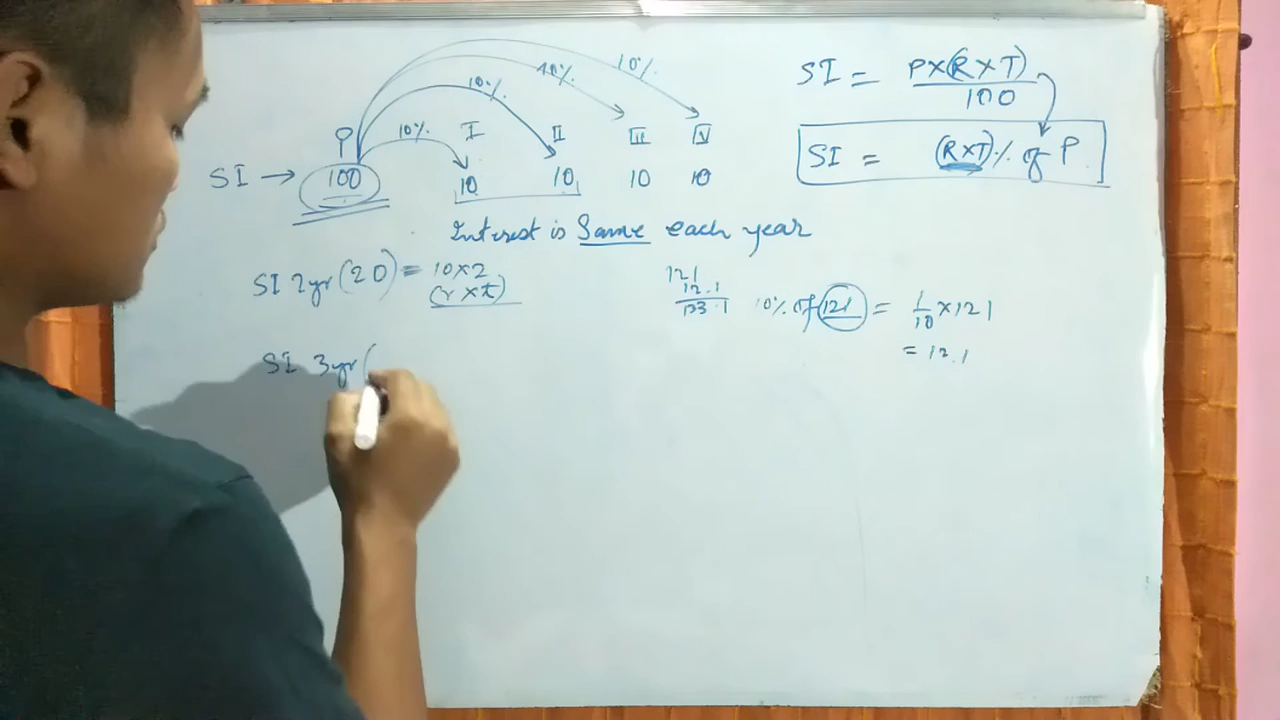 10% 10% 10% 10%
P I II III IV
SI → 100 10 10 10 10
Interest is Same each year
SI 2yr (20) = 10×2
(r×t)
SI 3yr (
SI = P×(R×T)
100
SI = (R×T)% of P
121
12.1
133.1
10% of 121 = 1/10 ×121
= 12.1